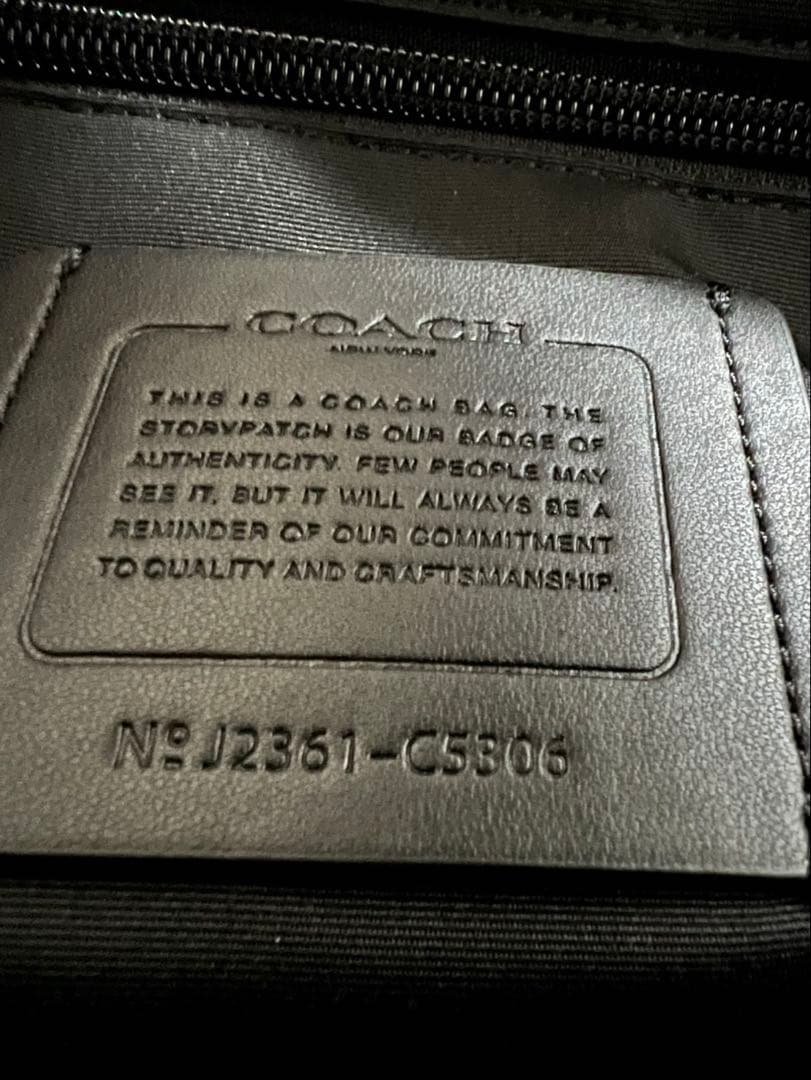 COACH
THIS IS A COACH BAG. THE
STORYPATCH IS OUR BADGE OF
AUTHENTICITY. FEW PEOPLE MAY
SEE IT, BUT IT WILL ALWAYS BE A
REMINDER OF OUR COMMITMENT
TO QUALITY AND CRAFTSMANSHIP.
Nº J2361-C5306